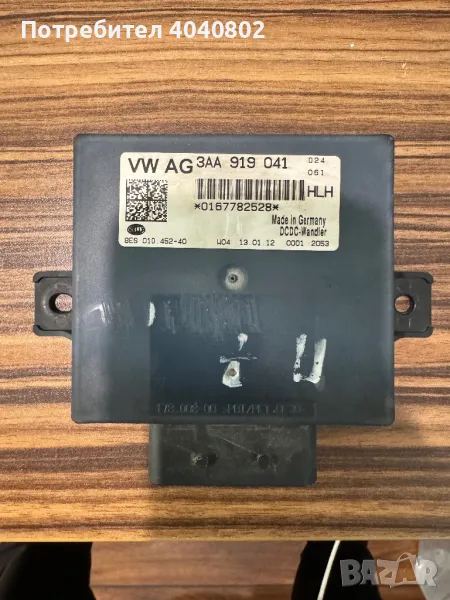 Потребител 4040802
VW AG 3AA 919 041 D24
061
HLH
*0167782528*
Made in Germany
DCDC-Wandler
8ES 010.452-40 W04 13 01 12 0001 2053
BAZAR